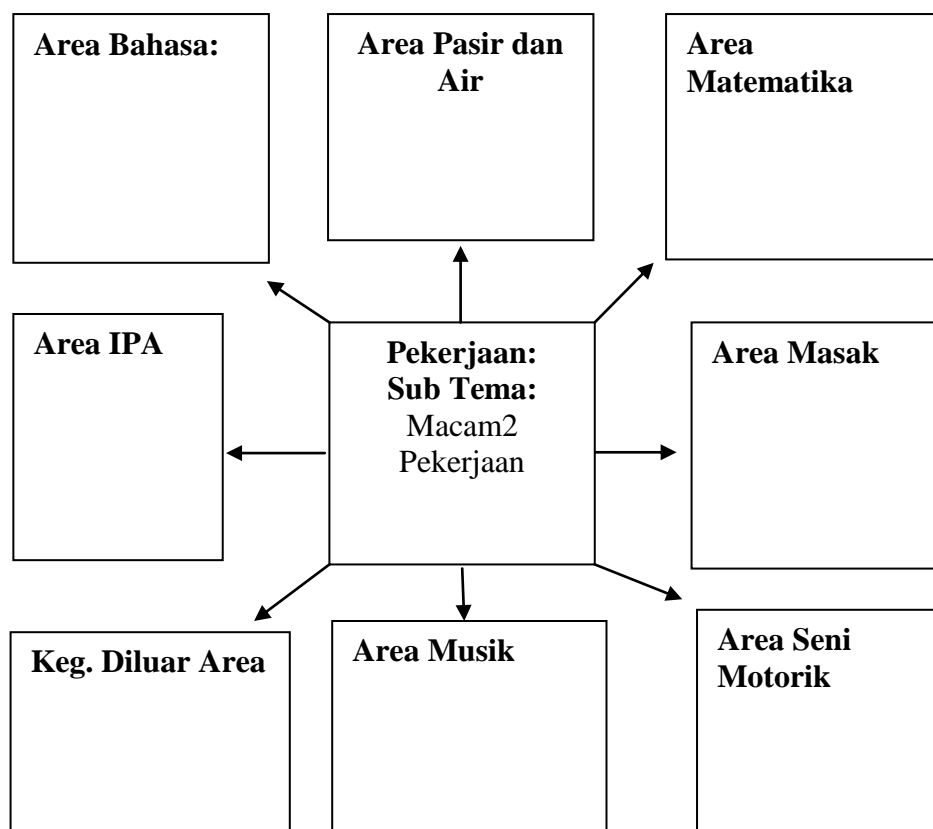 Area Bahasa:
Area Pasir dan
Air
Area
Matematika
Area IPA
Pekerjaan:
Sub Tema:
Macam2
Pekerjaan
Area Masak
Keg. Diluar Area
Area Musik
Area Seni
Motorik